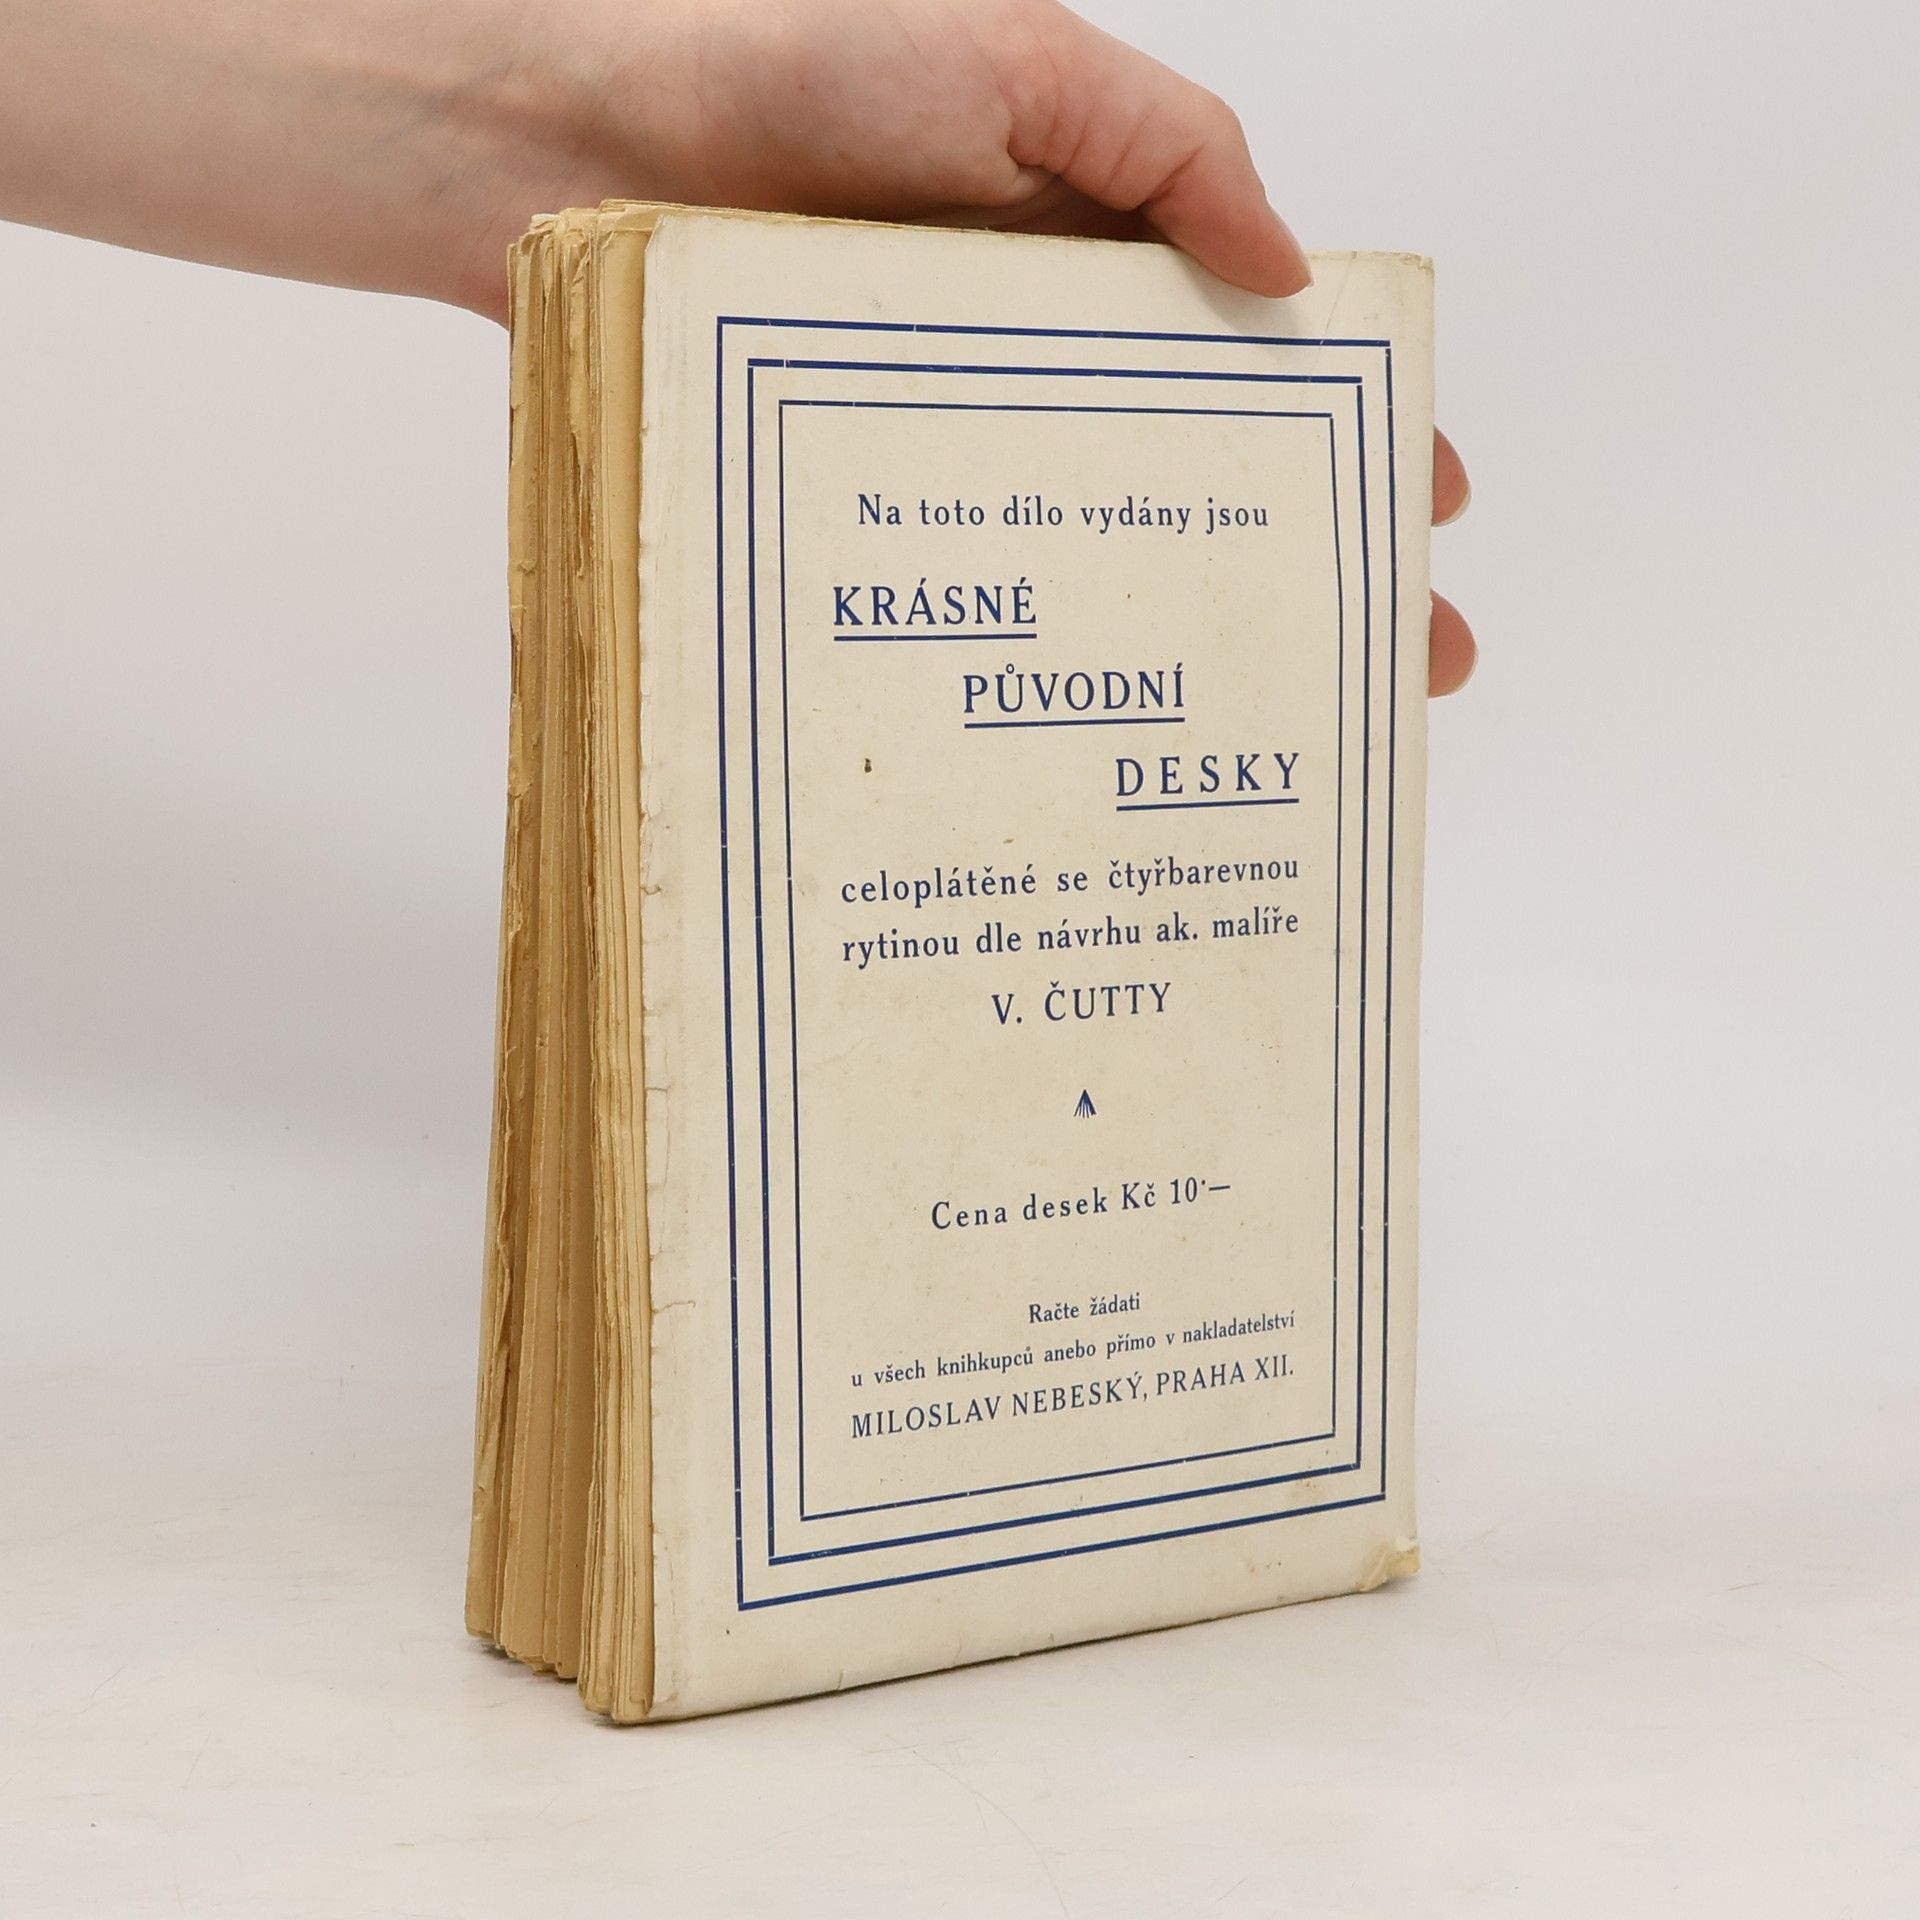 Na toto dílo vydány jsou
KRÁSNÉ
PŮVODNÍ
DESKY
celoplátěné se čtyřbarevnou
rytinou dle návrhu ak. malíře
V. ČUTTY
Cena desek Kč 10·—
Račte žádati
u všech knihkupců anebo přímo v nakladatelství
MILOSLAV NEBESKÝ, PRAHA XII.